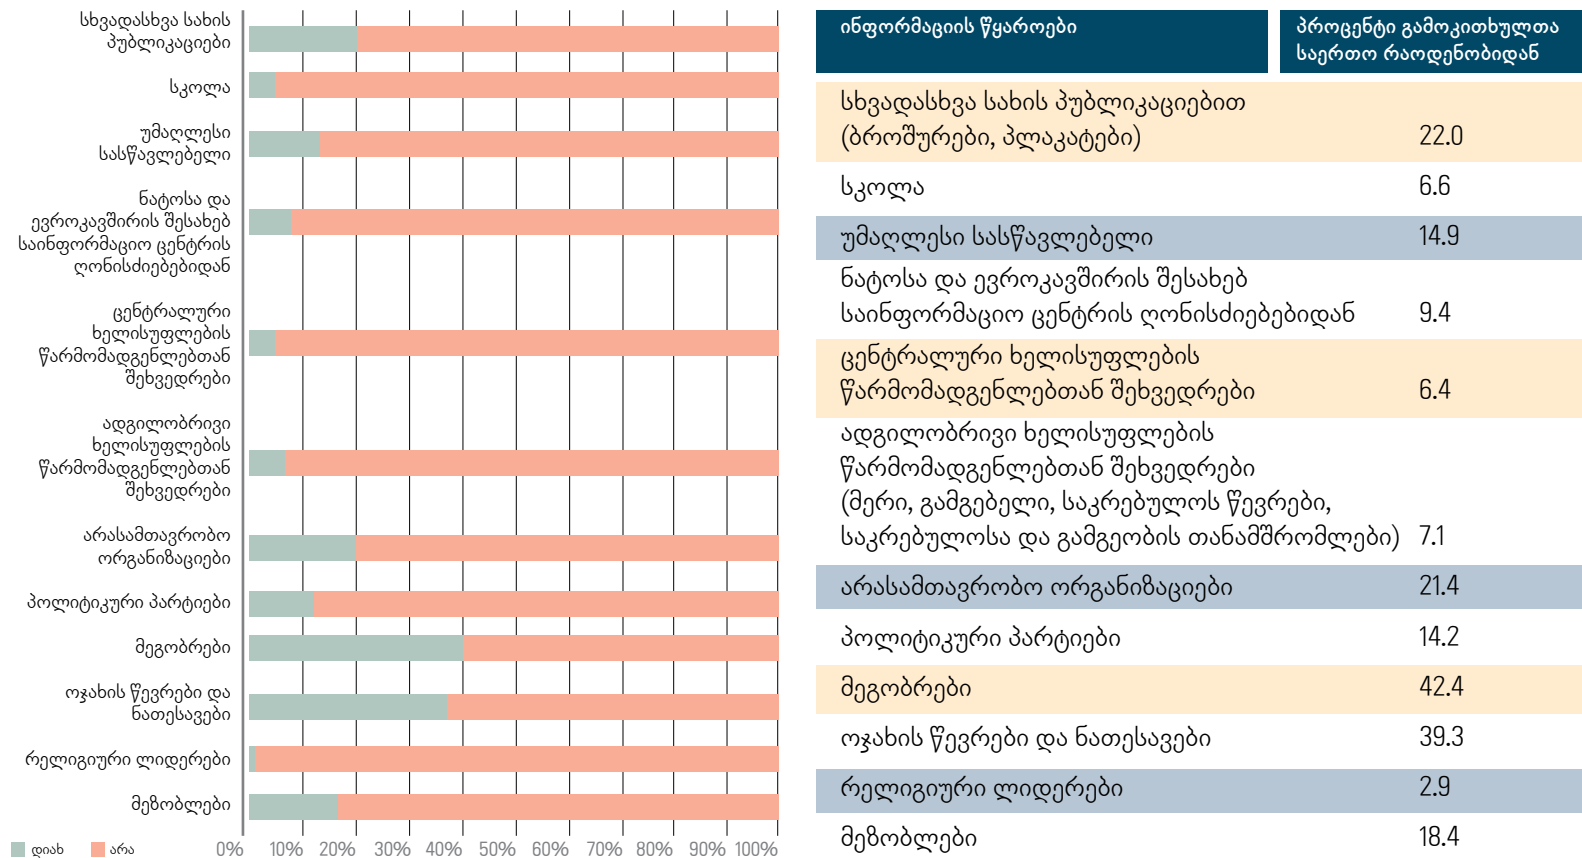 სხვადასხვა სახის
პუბლიკაციები
სკოლა
უმაღლესი
სასწავლებელი
ნატოსა და
ევროკავშირის შესახებ
საინფორმაციო ცენტრის
ღონისძიებებიდან
ცენტრალური
ხელისუფლების
წარმომადგენლებთან
შეხვედრები
ადგილობრივი
ხელისუფლების
წარმომადგენლებთან
შეხვედრები
არასამთავრობო
ორგანიზაციები
პოლიტიკური პარტიები
მეგობრები
ოჯახის წევრები და
ნათესავები
რელიგიური ლიდერები
მეზობლები
დიახ არა
0% 10% 20% 30% 40% 50% 60% 70% 80% 90% 100%
ინფორმაციის წყაროები
პროცენტი გამოკითხულთა
საერთო რაოდენობიდან
სხვადასხვა სახის პუბლიკაციებით
(ბროშურები, პლაკატები) 22.0
სკოლა 6.6
უმაღლესი სასწავლებელი 14.9
ნატოსა და ევროკავშირის შესახებ
საინფორმაციო ცენტრის ღონისძიებებიდან 9.4
ცენტრალური ხელისუფლების
წარმომადგენლებთან შეხვედრები 6.4
ადგილობრივი ხელისუფლების
წარმომადგენლებთან შეხვედრები
(მერი, გამგებელი, საკრებულოს წევრები,
საკრებულოსა და გამგეობის თანამშრომლები) 7.1
არასამთავრობო ორგანიზაციები 21.4
პოლიტიკური პარტიები 14.2
მეგობრები 42.4
ოჯახის წევრები და ნათესავები 39.3
რელიგიური ლიდერები 2.9
მეზობლები 18.4